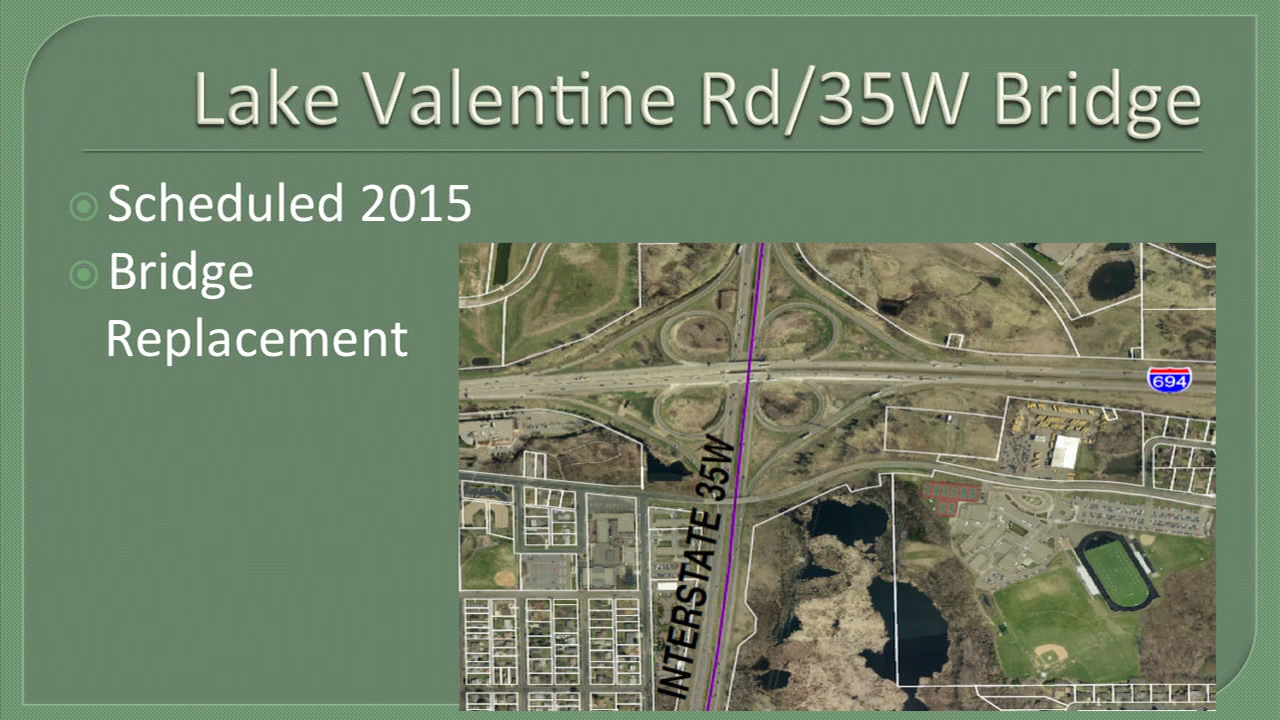 Lake Valentine Rd/35W Bridge
Scheduled 2015
Bridge
Replacement
694
INTERSTATE 35W